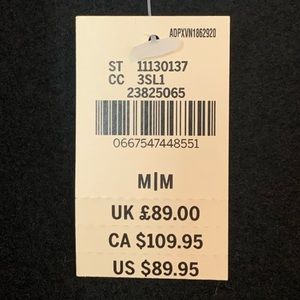 ADPXVN1862920
ST 11130137
CC 3SL1
23825065
0667547448551
M|M
UK £89.00
CA $109.95
US $89.95